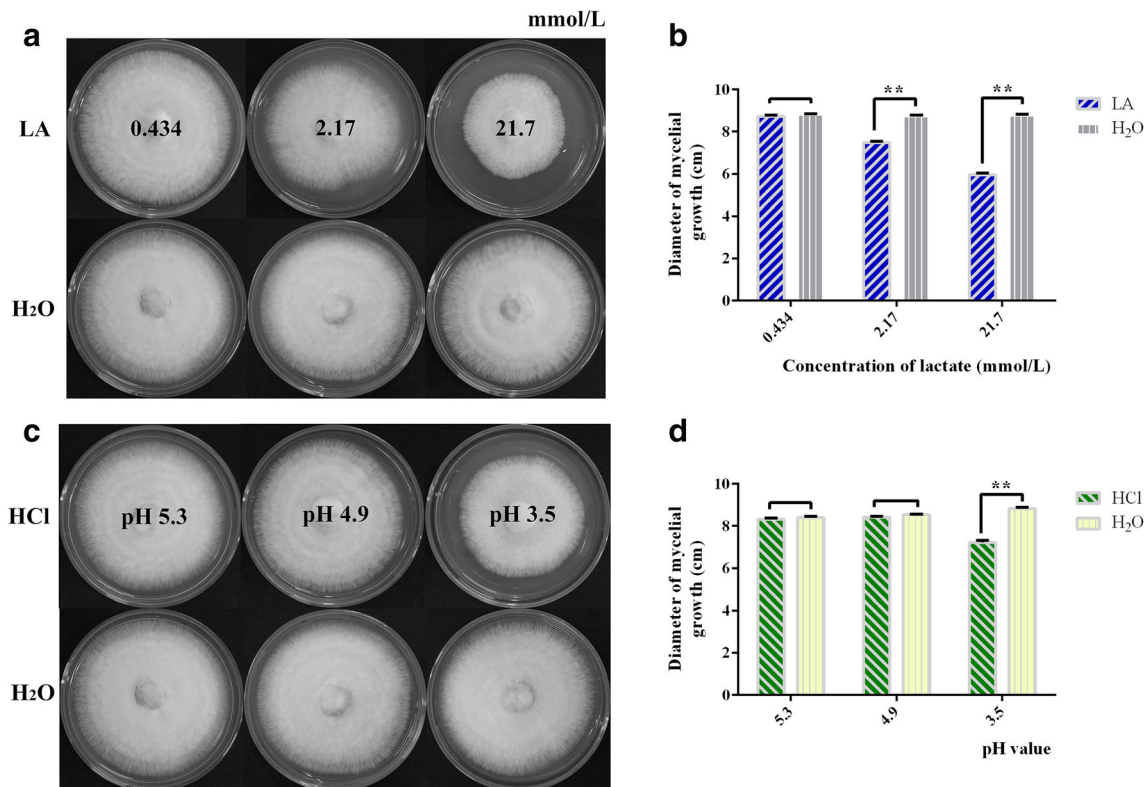 a
mmol/L
LA
0.434
2.17
21.7
H2O
b
Diameter of mycelial
growth (cm)
10
8
6
4
2
0
**
**
LA
H2O
0.434
2.17
21.7
Concentration of lactate (mmol/L)
c
HCl
pH 5.3
pH 4.9
pH 3.5
H2O
d
Diameter of mycelial
growth (cm)
10
8
6
4
2
0
**
HCl
H2O
5.3
4.9
3.5
pH value